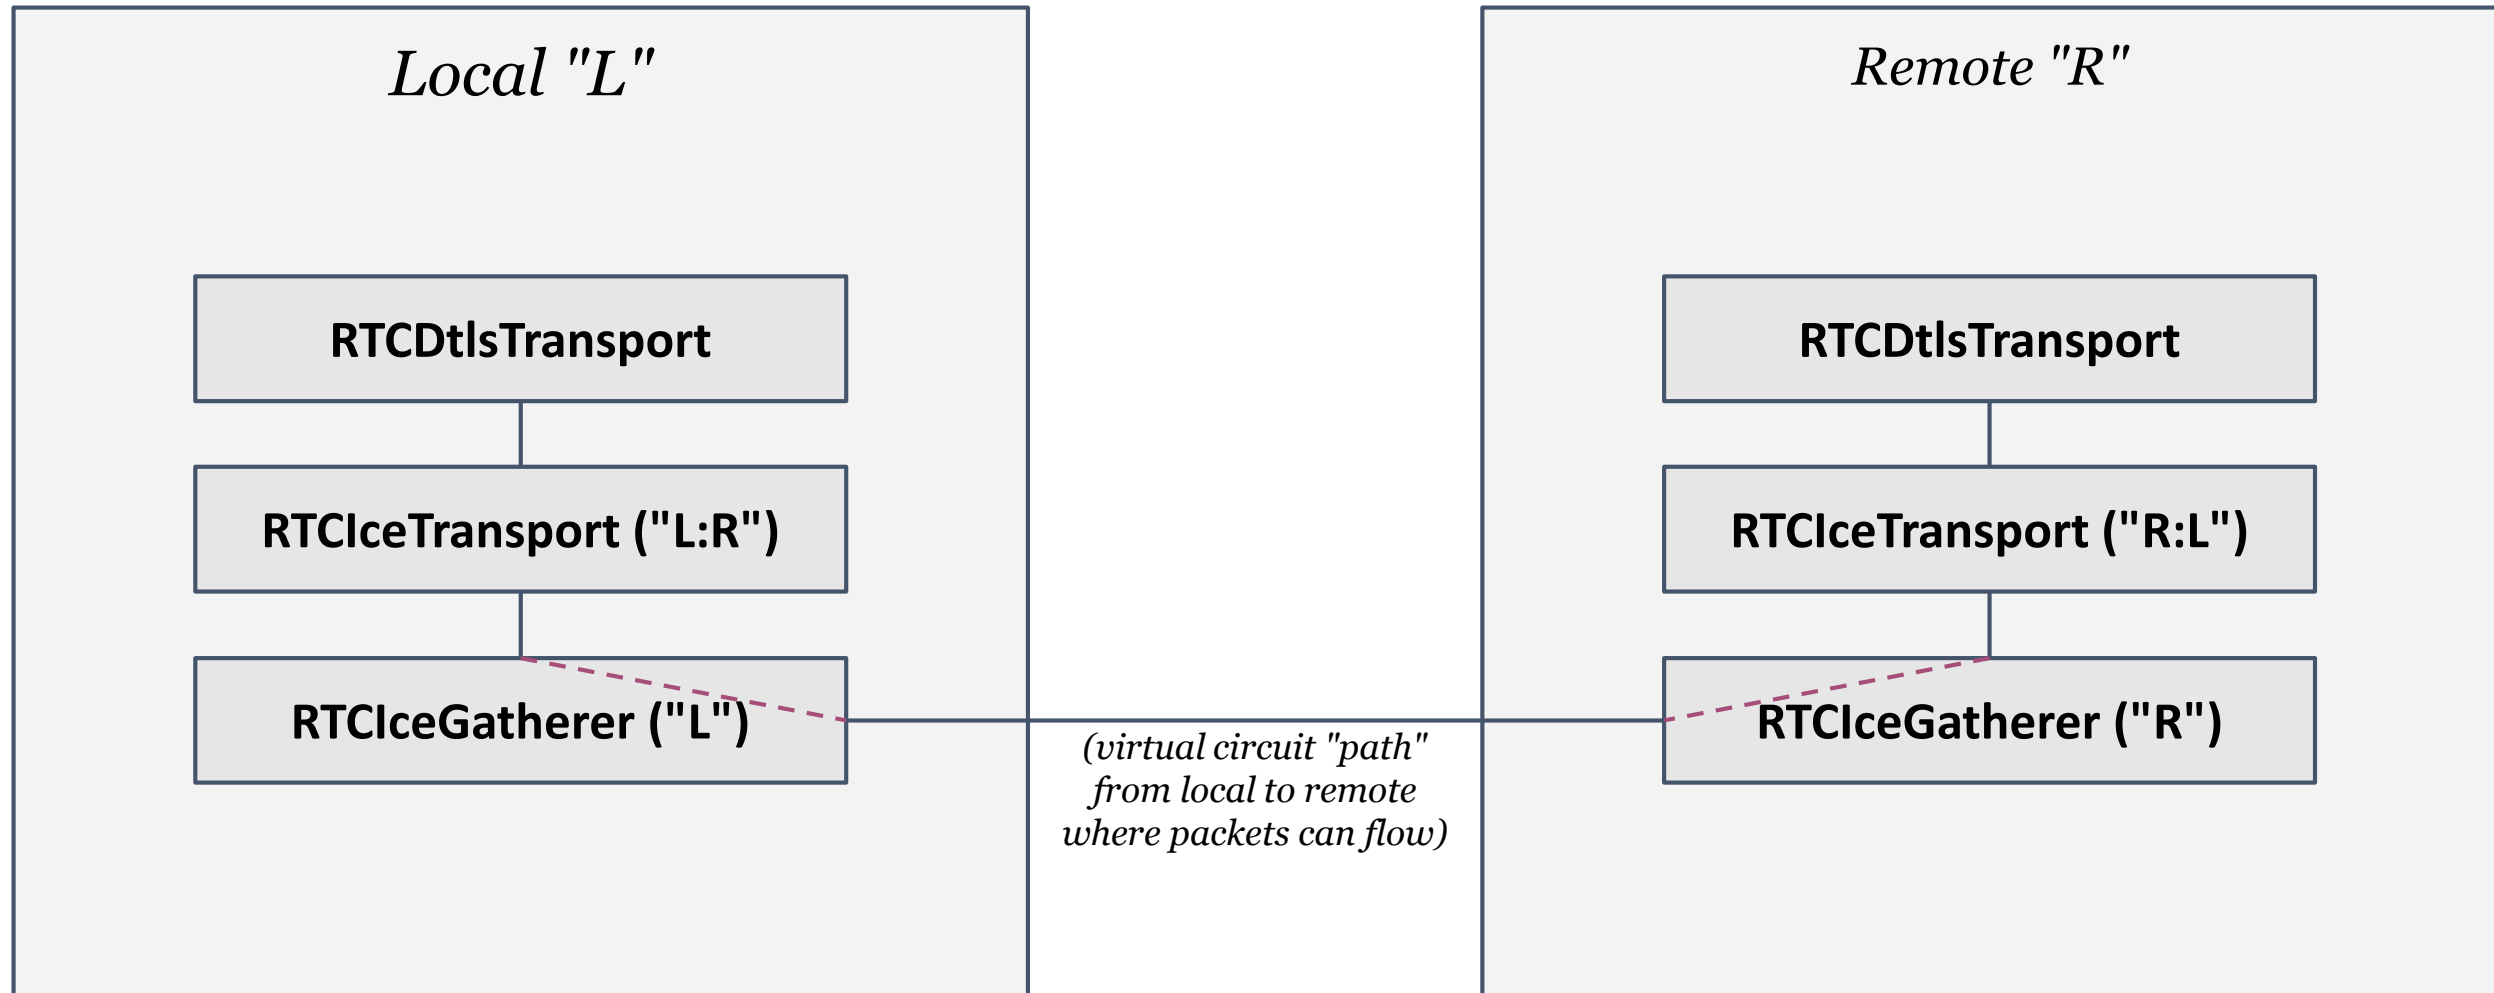 Local "L"
Remote "R"
RTCDtlsTransport
RTCDtlsTransport
RTCIceTransport ("L:R"")
RTCIceTransport (""R:L")
RTCIceGatherer (""L"")
RTCIceGatherer (""R")
(virtual circuit "path"
from local to remote
where packets can flow)